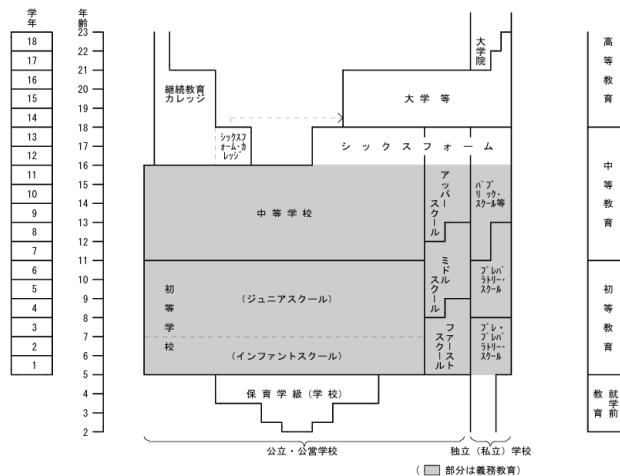 学年
年齢
18
17
16
15
14
13
12
11
10
9
8
7
6
5
4
3
2
1
23
22
21
20
19
18
17
16
15
14
13
12
11
10
9
8
7
6
5
4
3
2
継続教育
カレッジ
シックスフ
ォーム・カ
レッジ
大学院
大学等
シックスフォーム
中等学校
アッパー
スクール
パブ
リック・
スクール等
初等学校
(ジュニアスクール)
(インファントスクール)
ミドル
スクール
ファースト
スクール
プレパ
ラトリー・
スクール
プレ・
プレパ
ラトリー・
スクール
保育学級(学校)
公立・公営学校
独立(私立)学校
(部分は義務教育)
高等教育
中等教育
初等教育
就学前
教育